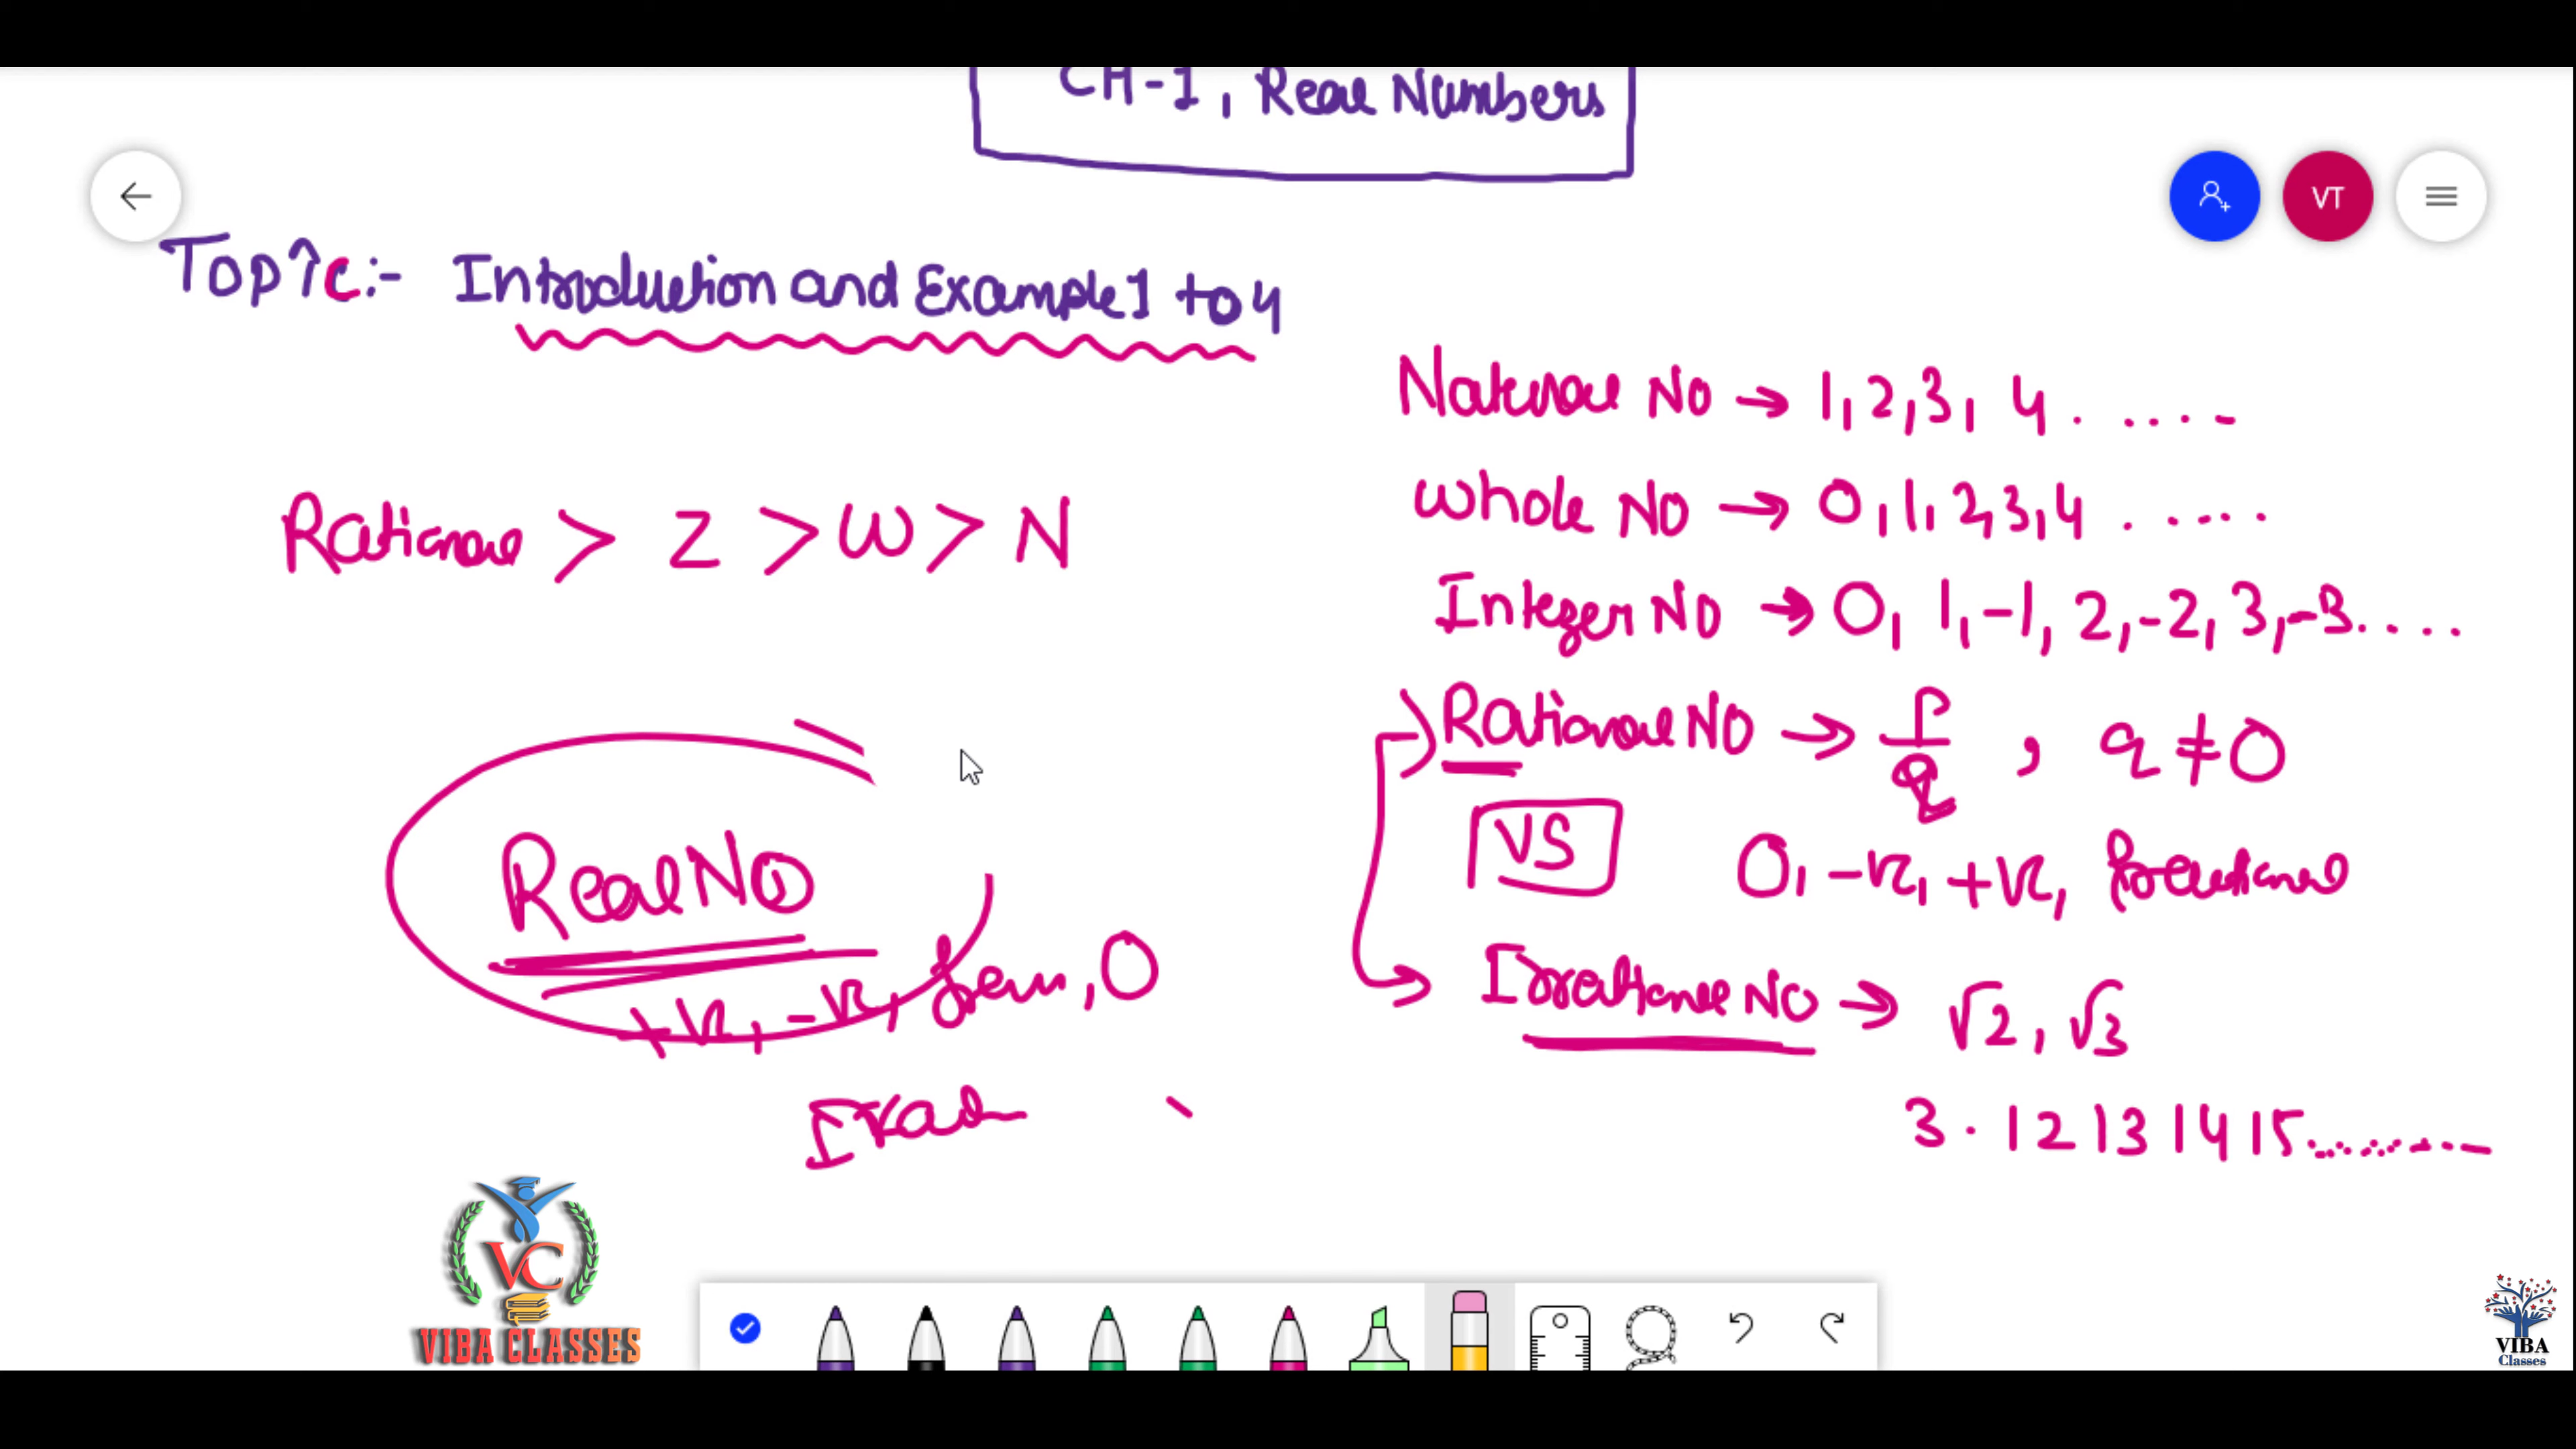 CH-1, Real Numbers
VT
Topic:- Introduction and Example 1 to 4
Natural No → 1, 2, 3, 4 . . . . . .
Rational > Z > W > N
Whole No → 0, 1, 2, 3, 4 . . . . .
Integer No → 0, 1, -1, 2, -2, 3, -3 . . . .
Rational NO → p/q , q ≠ 0
VS
0, -ve, +ve,
Real NO
+ve, -ve, 0
Irrational NO → √2, √3
3.12131415..........
VC
VIBA CLASSES
VIBA
Classes